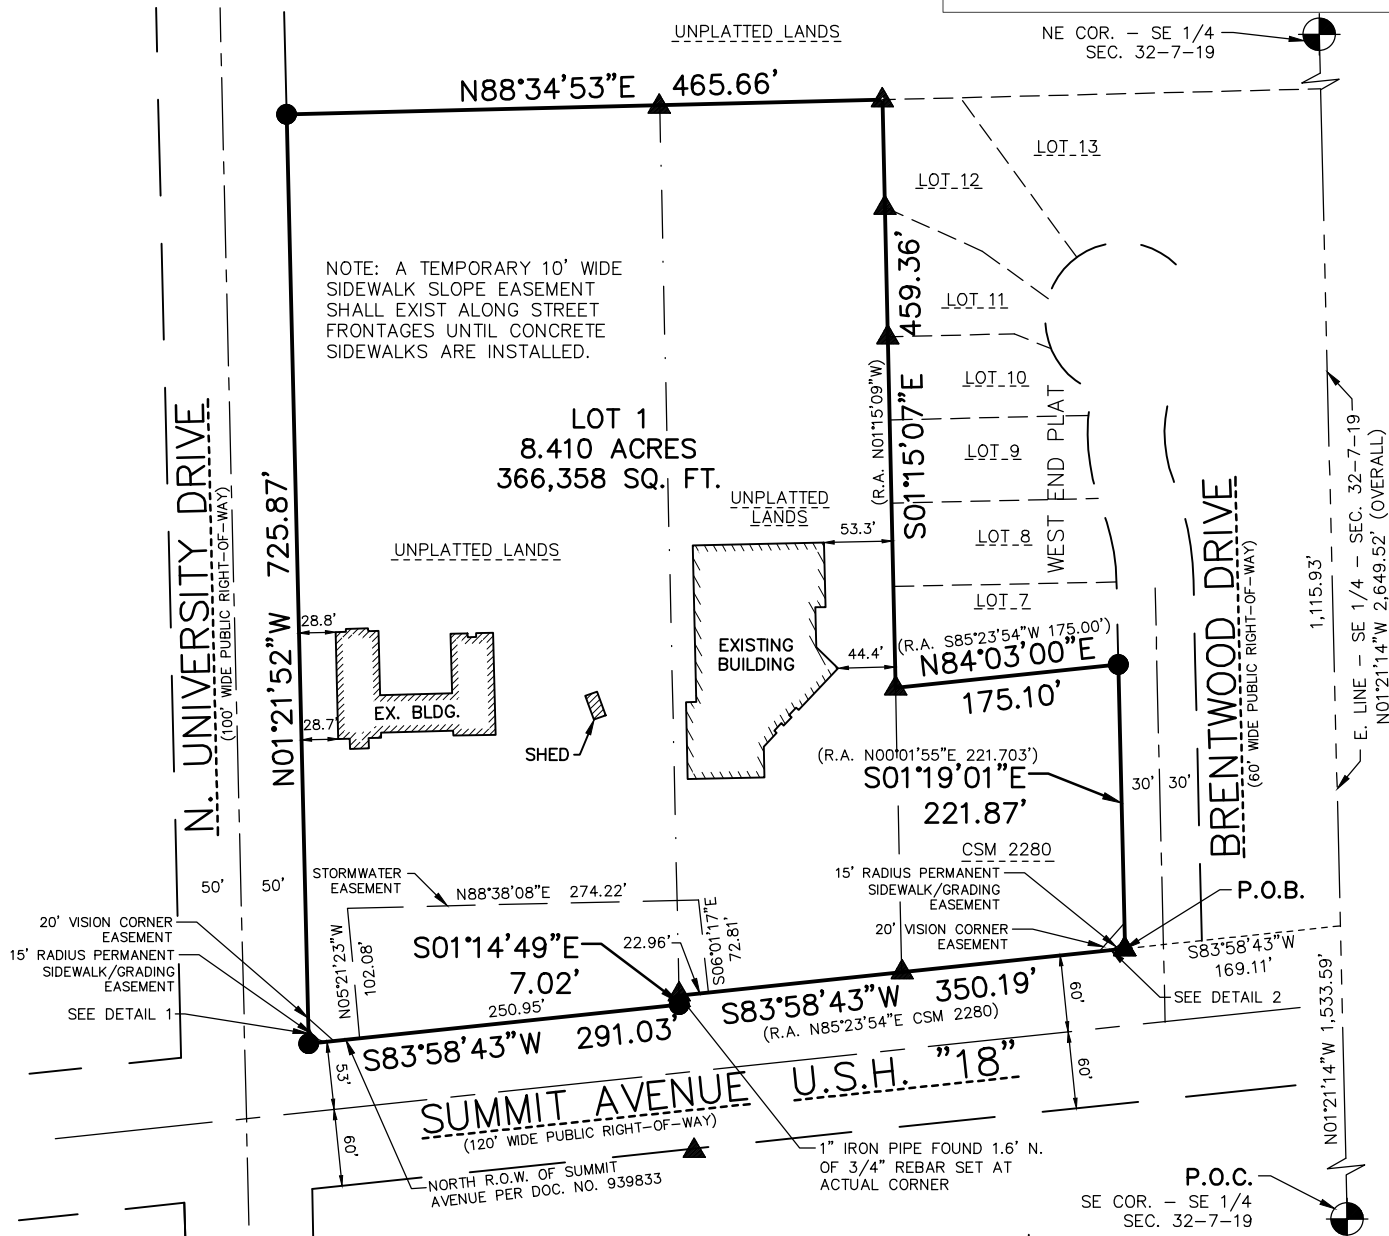 UNPLATTED LANDS
NE COR. – SE 1/4
SEC. 32–7–19
N88°34'53"E 465.66'
LOT 13
LOT 12
NOTE: A TEMPORARY 10' WIDE
SIDEWALK SLOPE EASEMENT
SHALL EXIST ALONG STREET
FRONTAGES UNTIL CONCRETE
SIDEWALKS ARE INSTALLED.
LOT 11
LOT 10
LOT 9
LOT 8
LOT 7
WEST END PLAT
S01°15'07"E 459.36'
(R.A. N01°15'09"W)
LOT 1
8.410 ACRES
366,358 SQ. FT.
UNPLATTED
LANDS
53.3'
UNPLATTED LANDS
N. UNIVERSITY DRIVE
(100' WIDE PUBLIC RIGHT–OF–WAY)
N01°21'52"W 725.87'
28.8'
28.7'
EX. BLDG.
SHED
EXISTING
BUILDING
44.4'
(R.A. S85°23'54"W 175.00')
N84°03'00"E
175.10'
(R.A. N00°01'55"E 221.703')
S01°19'01"E
221.87'
30'
30'
BRENTWOOD DRIVE
(60' WIDE PUBLIC RIGHT–OF–WAY)
1,115.93'
E. LINE – SE 1/4 – SEC. 32–7–19
N01°21'14"W 2,649.52' (OVERALL)
CSM 2280
15' RADIUS PERMANENT
SIDEWALK/GRADING
EASEMENT
P.O.B.
20' VISION CORNER
EASEMENT
50'
50'
STORMWATER
EASEMENT
N88°38'08"E 274.22'
20' VISION CORNER
EASEMENT
15' RADIUS PERMANENT
SIDEWALK/GRADING
EASEMENT
SEE DETAIL 1
N05°21'23"W
102.08'
S01°14'49"E
7.02'
22.96'
S06°01'17"E
72.81'
250.95'
S83°58'43"W 291.03'
S83°58'43"W 350.19'
(R.A. N85°23'54"E CSM 2280)
S83°58'43"W
169.11'
SEE DETAIL 2
60'
60'
53'
60'
SUMMIT AVENUE U.S.H. "18"
(120' WIDE PUBLIC RIGHT–OF–WAY)
NORTH R.O.W. OF SUMMIT
AVENUE PER DOC. NO. 939833
1" IRON PIPE FOUND 1.6' N.
OF 3/4" REBAR SET AT
ACTUAL CORNER
N01°21'14"W 1,533.59'
P.O.C.
SE COR. – SE 1/4
SEC. 32–7–19